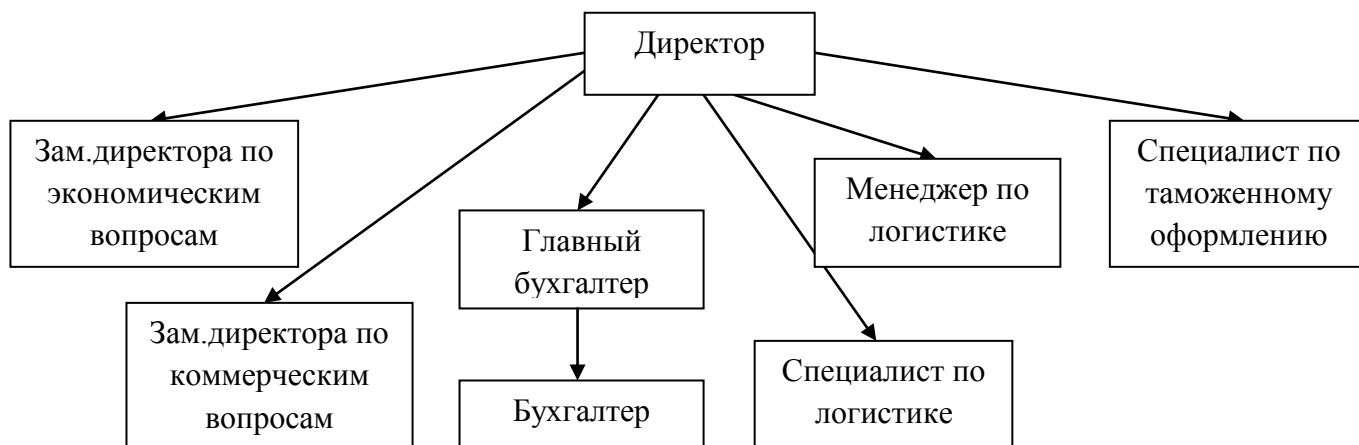 Директор
Зам.директора по
экономическим
вопросам
Зам.директора по
коммерческим
вопросам
Главный
бухгалтер
Бухгалтер
Менеджер по
логистике
Специалист по
логистике
Специалист по
таможенному
оформлению